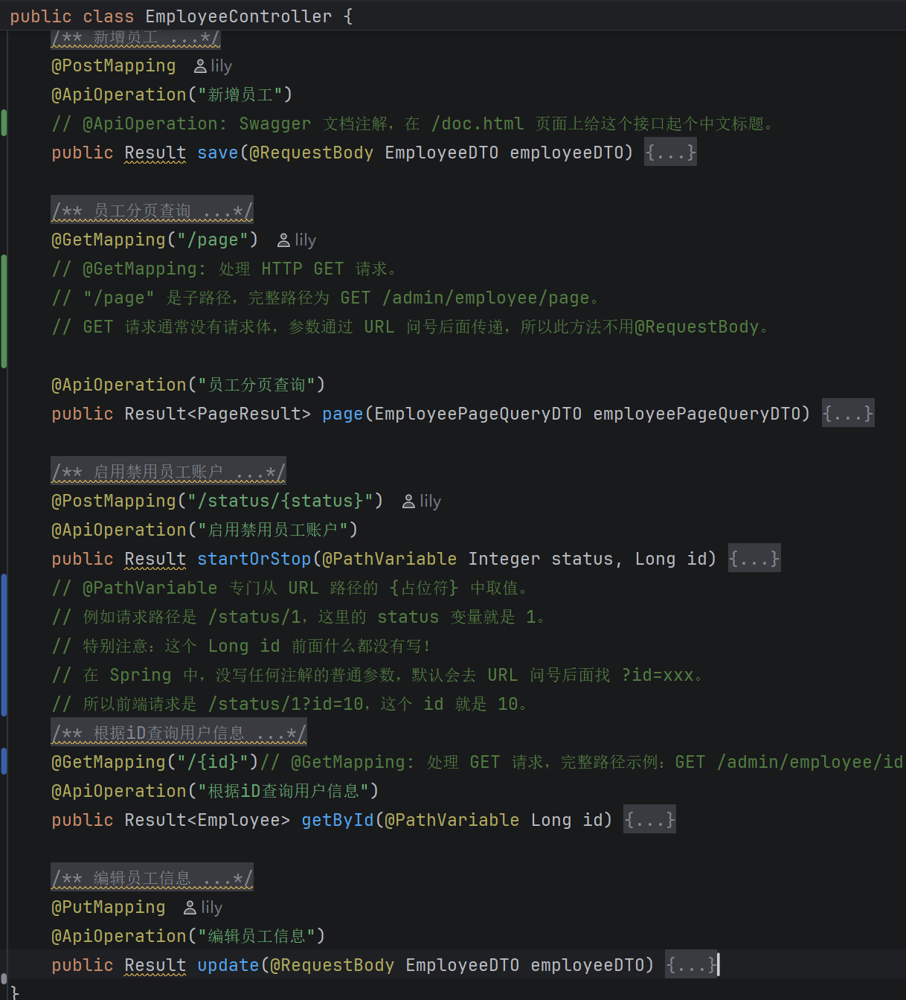 public class EmployeeController {
/** 新增员工 ...*/
@PostMapping lily
@ApiOperation("新增员工")
// @ApiOperation: Swagger 文档注解，在 /doc.html 页面上给这个接口起个中文标题。
public Result save(@RequestBody EmployeeDTO employeeDTO) {...}
/** 员工分页查询 ...*/
@GetMapping("/page") lily
// @GetMapping: 处理 HTTP GET 请求。
// "/page" 是子路径，完整路径为 GET /admin/employee/page。
// GET 请求通常没有请求体，参数通过 URL 问号后面传递，所以此方法不用@RequestBody。
@ApiOperation("员工分页查询")
public Result<PageResult> page(EmployeePageQueryDTO employeePageQueryDTO) {...}
/** 启用禁用员工账户 ...*/
@PostMapping("/status/{status}") lily
@ApiOperation("启用禁用员工账户")
public Result startOrStop(@PathVariable Integer status, Long id) {...}
// @PathVariable 专门从 URL 路径的 {占位符} 中取值。
// 例如请求路径是 /status/1，这里的 status 变量就是 1。
// 特别注意：这个 Long id 前面什么都没有写！
// 在 Spring 中，没写任何注解的普通参数，默认会去 URL 问号后面找 ?id=xxx。
// 所以前端请求是 /status/1?id=10，这个 id 就是 10。
/** 根据iD查询用户信息 ...*/
@GetMapping("/{id}")// @GetMapping: 处理 GET 请求，完整路径示例：GET /admin/employee/id
@ApiOperation("根据iD查询用户信息")
public Result<Employee> getById(@PathVariable Long id) {...}
/** 编辑员工信息 ...*/
@PutMapping lily
@ApiOperation("编辑员工信息")
public Result update(@RequestBody EmployeeDTO employeeDTO) {...}
}